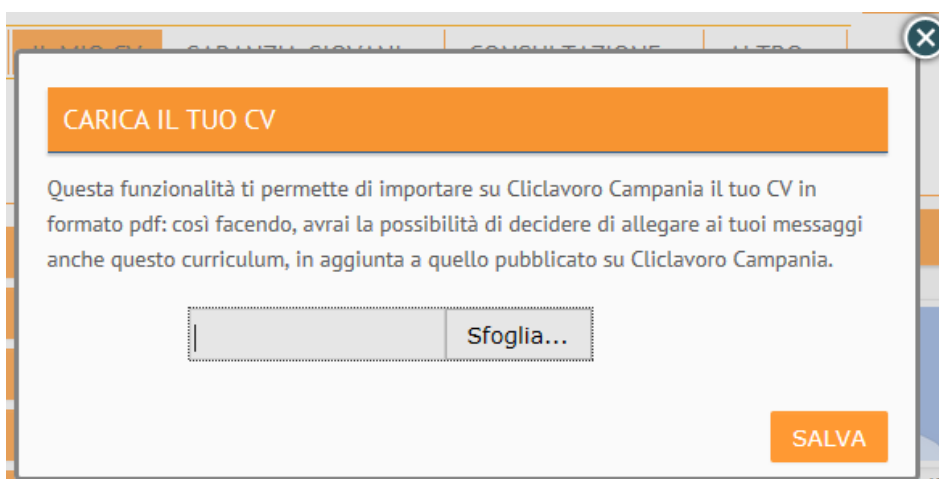 CARICA IL TUO CV
Questa funzionalità ti permette di importare su Cliclavoro Campania il tuo CV in
formato pdf: così facendo, avrai la possibilità di decidere di allegare ai tuoi messaggi
anche questo curriculum, in aggiunta a quello pubblicato su Cliclavoro Campania.
Sfoglia...
SALVA